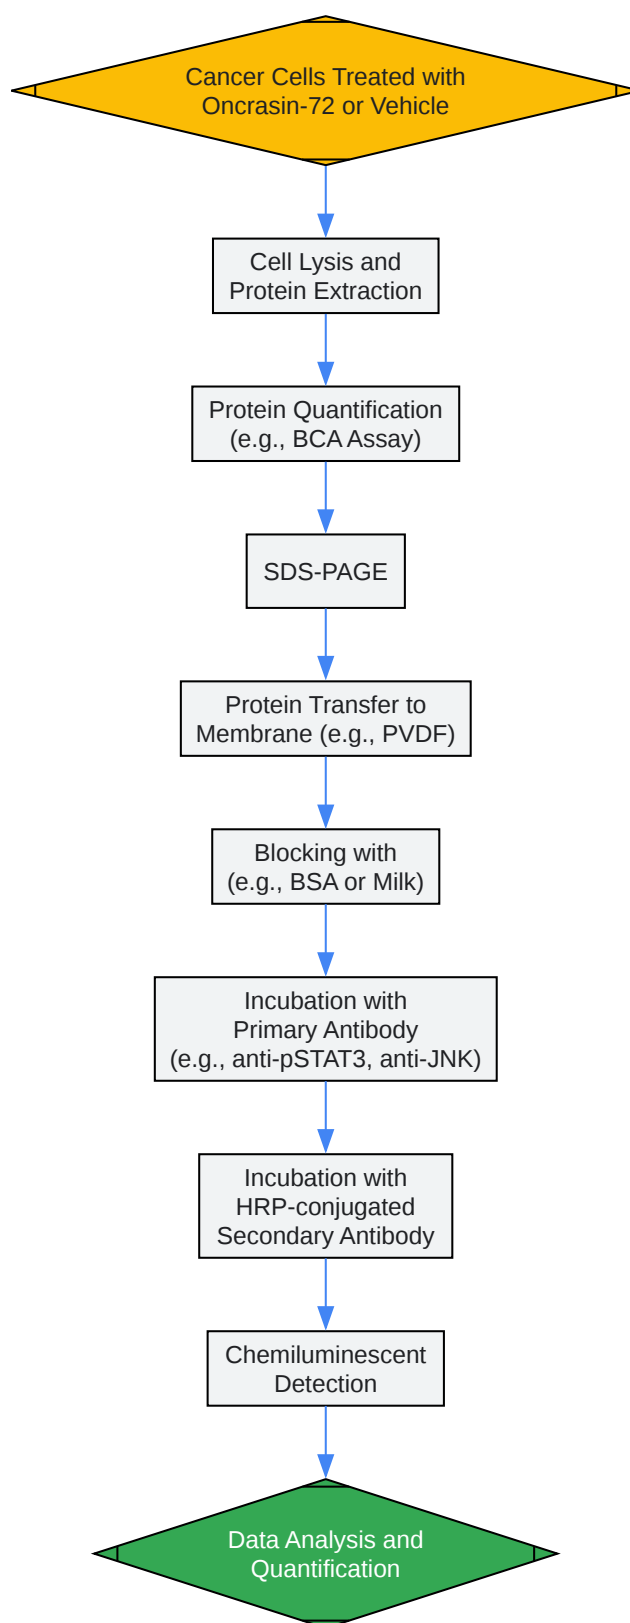 Cancer Cells Treated with
Oncrasin-72 or Vehicle
Cell Lysis and
Protein Extraction
Protein Quantification
(e.g., BCA Assay)
SDS-PAGE
Protein Transfer to
Membrane (e.g., PVDF)
Blocking with
(e.g., BSA or Milk)
Incubation with
Primary Antibody
(e.g., anti-pSTAT3, anti-JNK)
Incubation with
HRP-conjugated
Secondary Antibody
Chemiluminescent
Detection
Data Analysis and
Quantification